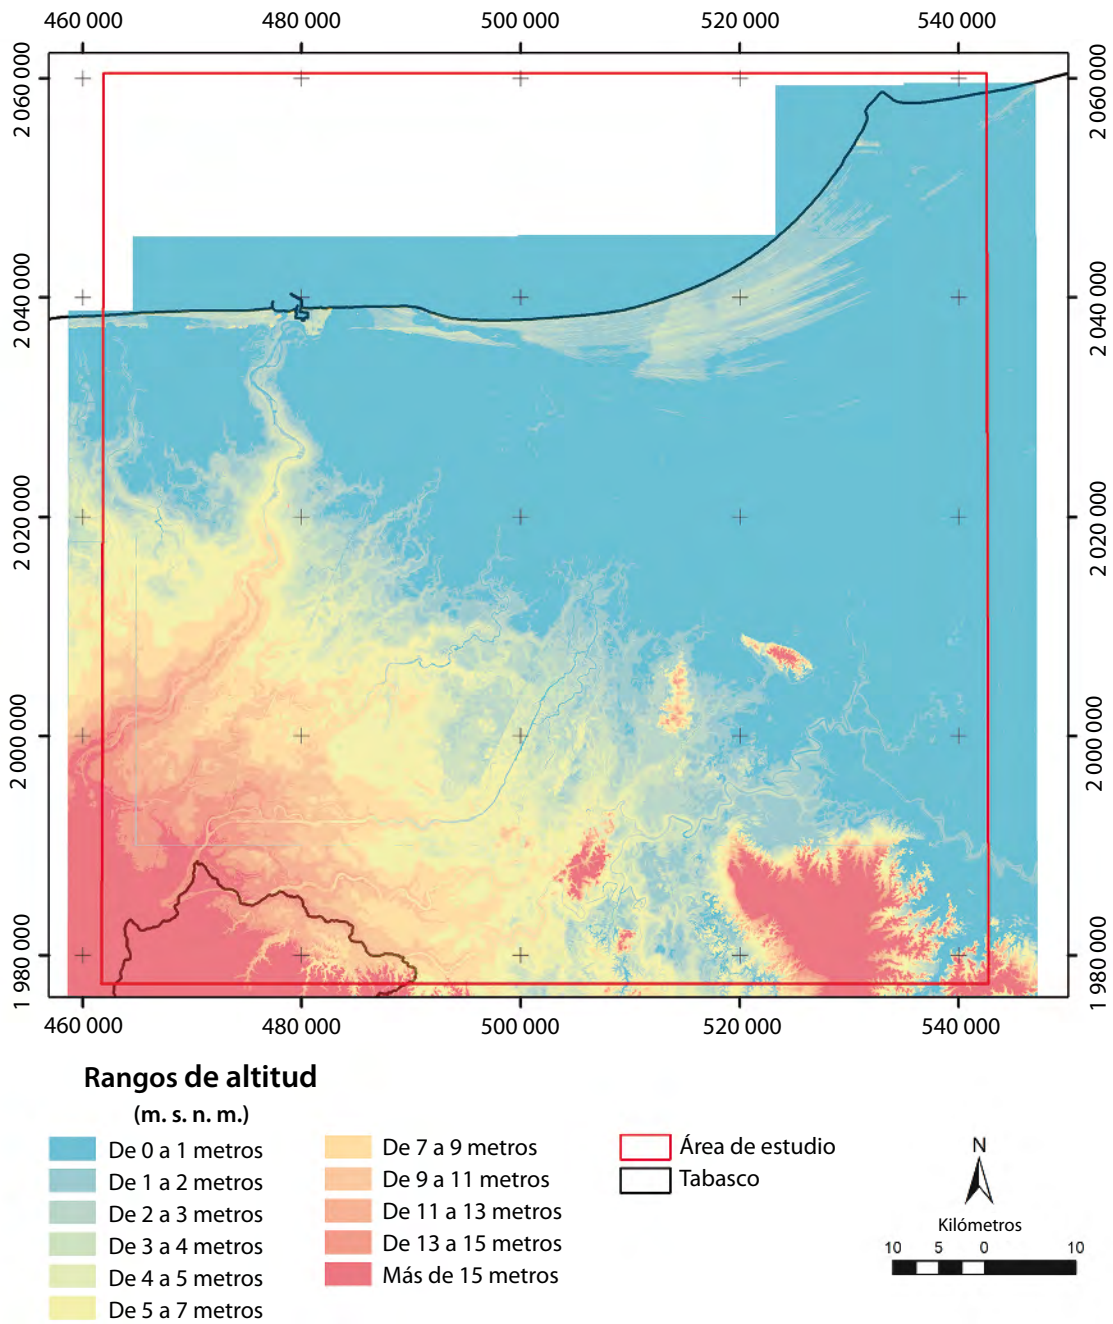 460 000 480 000 500 000 520 000 540 000
2 060 000
2 040 000
2 020 000
2 000 000
1 980 000
2 060 000
2 040 000
2 020 000
2 000 000
1 980 000
460 000 480 000 500 000 520 000 540 000
Rangos de altitud
(m. s. n. m.)
De 0 a 1 metros
De 1 a 2 metros
De 2 a 3 metros
De 3 a 4 metros
De 4 a 5 metros
De 5 a 7 metros
De 7 a 9 metros
De 9 a 11 metros
De 11 a 13 metros
De 13 a 15 metros
Más de 15 metros
Área de estudio
Tabasco
N
Kilómetros
10 5 0 10